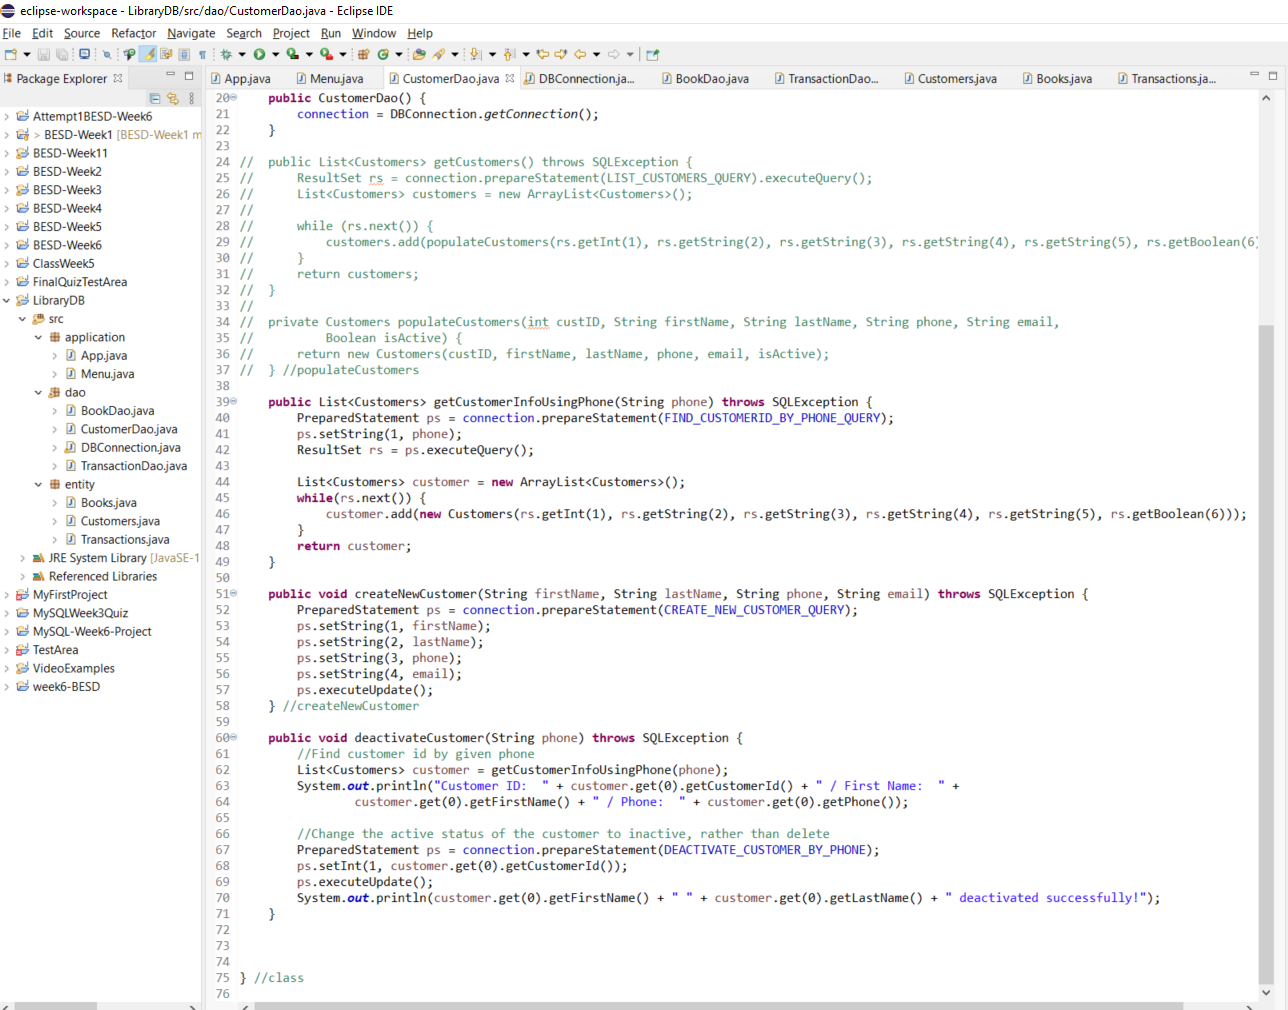 eclipse-workspace - LibraryDB/src/dao/CustomerDao.java - Eclipse IDE
File Edit Source Refactor Navigate Search Project Run Window Help
Package Explorer
App.java Menu.java CustomerDao.java DBConnection.ja... BookDao.java TransactionDao... Customers.java Books.java Transactions.ja...
Attempt1BESD-Week6
> BESD-Week1 [BESD-Week1 m
BESD-Week11
BESD-Week2
BESD-Week3
BESD-Week4
BESD-Week5
BESD-Week6
ClassWeek5
FinalQuizTestArea
LibraryDB
src
application
App.java
Menu.java
dao
BookDao.java
CustomerDao.java
DBConnection.java
TransactionDao.java
entity
Books.java
Customers.java
Transactions.java
JRE System Library [JavaSE-1
Referenced Libraries
MyFirstProject
MySQLWeek3Quiz
MySQL-Week6-Project
TestArea
VideoExamples
week6-BESD
20 public CustomerDao() {
21 connection = DBConnection.getConnection();
22 }
23
24 // public List<Customers> getCustomers() throws SQLException {
25 // ResultSet rs = connection.prepareStatement(LIST_CUSTOMERS_QUERY).executeQuery();
26 // List<Customers> customers = new ArrayList<Customers>();
27 //
28 // while (rs.next()) {
29 // customers.add(populateCustomers(rs.getInt(1), rs.getString(2), rs.getString(3), rs.getString(4), rs.getString(5), rs.getBoolean(6)
30 // }
31 // return customers;
32 // }
33 //
34 // private Customers populateCustomers(int custID, String firstName, String lastName, String phone, String email,
35 // Boolean isActive) {
36 // return new Customers(custID, firstName, lastName, phone, email, isActive);
37 // } //populateCustomers
38
39 public List<Customers> getCustomerInfoUsingPhone(String phone) throws SQLException {
40 PreparedStatement ps = connection.prepareStatement(FIND_CUSTOMERID_BY_PHONE_QUERY);
41 ps.setString(1, phone);
42 ResultSet rs = ps.executeQuery();
43
44 List<Customers> customer = new ArrayList<Customers>();
45 while(rs.next()) {
46 customer.add(new Customers(rs.getInt(1), rs.getString(2), rs.getString(3), rs.getString(4), rs.getString(5), rs.getBoolean(6)));
47 }
48 return customer;
49 }
50
51 public void createNewCustomer(String firstName, String lastName, String phone, String email) throws SQLException {
52 PreparedStatement ps = connection.prepareStatement(CREATE_NEW_CUSTOMER_QUERY);
53 ps.setString(1, firstName);
54 ps.setString(2, lastName);
55 ps.setString(3, phone);
56 ps.setString(4, email);
57 ps.executeUpdate();
58 } //createNewCustomer
59
60 public void deactivateCustomer(String phone) throws SQLException {
61 //Find customer id by given phone
62 List<Customers> customer = getCustomerInfoUsingPhone(phone);
63 System.out.println("Customer ID:  " + customer.get(0).getCustomerId() + " / First Name:  " +
64 customer.get(0).getFirstName() + " / Phone:  " + customer.get(0).getPhone());
65
66 //Change the active status of the customer to inactive, rather than delete
67 PreparedStatement ps = connection.prepareStatement(DEACTIVATE_CUSTOMER_BY_PHONE);
68 ps.setInt(1, customer.get(0).getCustomerId());
69 ps.executeUpdate();
70 System.out.println(customer.get(0).getFirstName() + " " + customer.get(0).getLastName() + " deactivated successfully!");
71 }
72
73
74
75 } //class
76